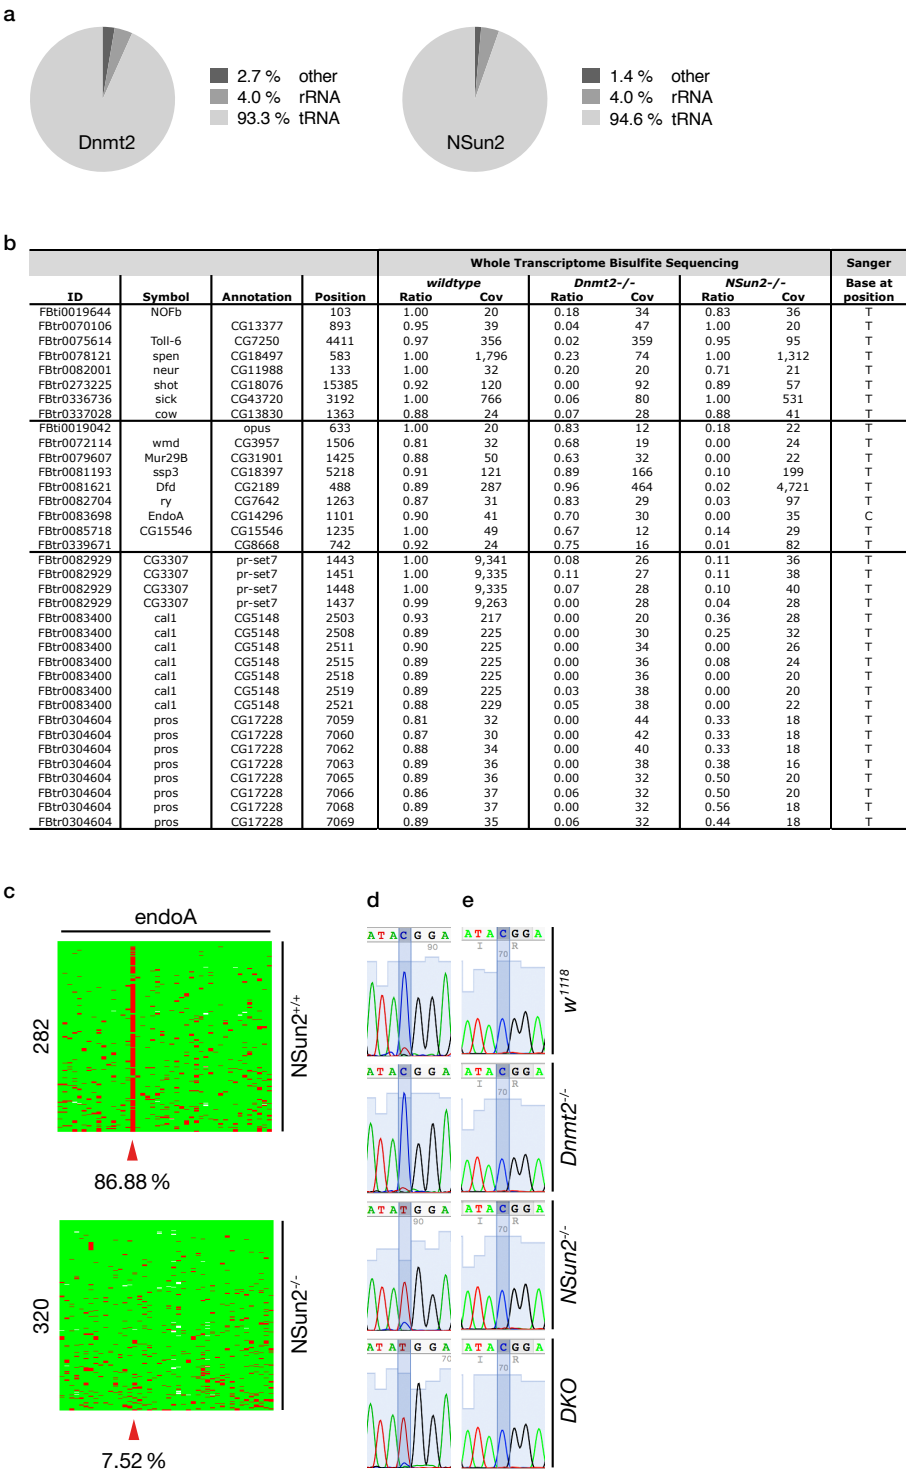 a
2.7 % other
4.0 % rRNA
93.3 % tRNA
Dnmt2
1.4 % other
4.0 % rRNA
94.6 % tRNA
NSun2
b
Whole Transcriptome Bisulfite Sequencing Sanger
wildtype Dnmt2-/- NSun2-/- Base at
ID Symbol Annotation Position Ratio Cov Ratio Cov Ratio Cov position
FBti0019644 NOFb 103 1.00 20 0.18 34 0.83 36 T
FBtr0070106 CG13377 893 0.95 39 0.04 47 1.00 20 T
FBtr0075614 Toll-6 CG7250 4411 0.97 356 0.02 359 0.95 95 T
FBtr0078121 spen CG18497 583 1.00 1,796 0.23 74 1.00 1,312 T
FBtr0082001 neur CG11988 133 1.00 32 0.20 20 0.71 21 T
FBtr0273225 shot CG18076 15385 0.92 120 0.00 92 0.89 57 T
FBtr0336736 sick CG43720 3192 1.00 766 0.06 80 1.00 531 T
FBtr0337028 cow CG13830 1363 0.88 24 0.07 28 0.88 41 T
FBti0019042 opus 633 1.00 20 0.83 12 0.18 22 T
FBtr0072114 wmd CG3957 1506 0.81 32 0.68 19 0.00 24 T
FBtr0079607 Mur29B CG31901 1425 0.88 50 0.63 32 0.00 22 T
FBtr0081193 ssp3 CG18397 5218 0.91 121 0.89 166 0.10 199 T
FBtr0081621 Dfd CG2189 488 0.89 287 0.96 464 0.02 4,721 T
FBtr0082704 ry CG7642 1263 0.87 31 0.83 29 0.03 97 T
FBtr0083698 EndoA CG14296 1101 0.90 41 0.70 30 0.00 35 C
FBtr0085718 CG15546 CG15546 1235 1.00 49 0.67 12 0.14 29 T
FBtr0339671 CG8668 742 0.92 24 0.75 16 0.01 82 T
FBtr0082929 CG3307 pr-set7 1443 1.00 9,341 0.08 26 0.11 36 T
FBtr0082929 CG3307 pr-set7 1451 1.00 9,335 0.11 27 0.11 38 T
FBtr0082929 CG3307 pr-set7 1448 1.00 9,335 0.07 28 0.10 40 T
FBtr0082929 CG3307 pr-set7 1437 0.99 9,263 0.00 28 0.04 28 T
FBtr0083400 cal1 CG5148 2503 0.93 217 0.00 20 0.36 28 T
FBtr0083400 cal1 CG5148 2508 0.89 225 0.00 30 0.25 32 T
FBtr0083400 cal1 CG5148 2511 0.90 225 0.00 34 0.00 26 T
FBtr0083400 cal1 CG5148 2515 0.89 225 0.00 36 0.08 24 T
FBtr0083400 cal1 CG5148 2518 0.89 225 0.00 36 0.00 20 T
FBtr0083400 cal1 CG5148 2519 0.89 225 0.03 38 0.00 20 T
FBtr0083400 cal1 CG5148 2521 0.88 229 0.05 38 0.00 22 T
FBtr0304604 pros CG17228 7059 0.81 32 0.00 44 0.33 18 T
FBtr0304604 pros CG17228 7060 0.87 30 0.00 42 0.33 18 T
FBtr0304604 pros CG17228 7062 0.88 34 0.00 40 0.33 18 T
FBtr0304604 pros CG17228 7063 0.89 36 0.00 38 0.38 16 T
FBtr0304604 pros CG17228 7065 0.89 36 0.00 32 0.50 20 T
FBtr0304604 pros CG17228 7066 0.86 37 0.06 32 0.50 20 T
FBtr0304604 pros CG17228 7068 0.89 37 0.00 32 0.56 18 T
FBtr0304604 pros CG17228 7069 0.89 35 0.06 32 0.44 18 T
c
endoA
282
NSun2+/+
86.88 %
320
NSun2-/-
7.52 %
d e
A T A C G G A A T A C G G A
90 I R
70
w1118
A T A C G G A A T A C G G A
I R
70
Dnmt2-/-
A T A T G G A A T A C G G A
90 I R
70
NSun2-/-
A T A T G G A A T A C G G A
70 I R
70
DKO